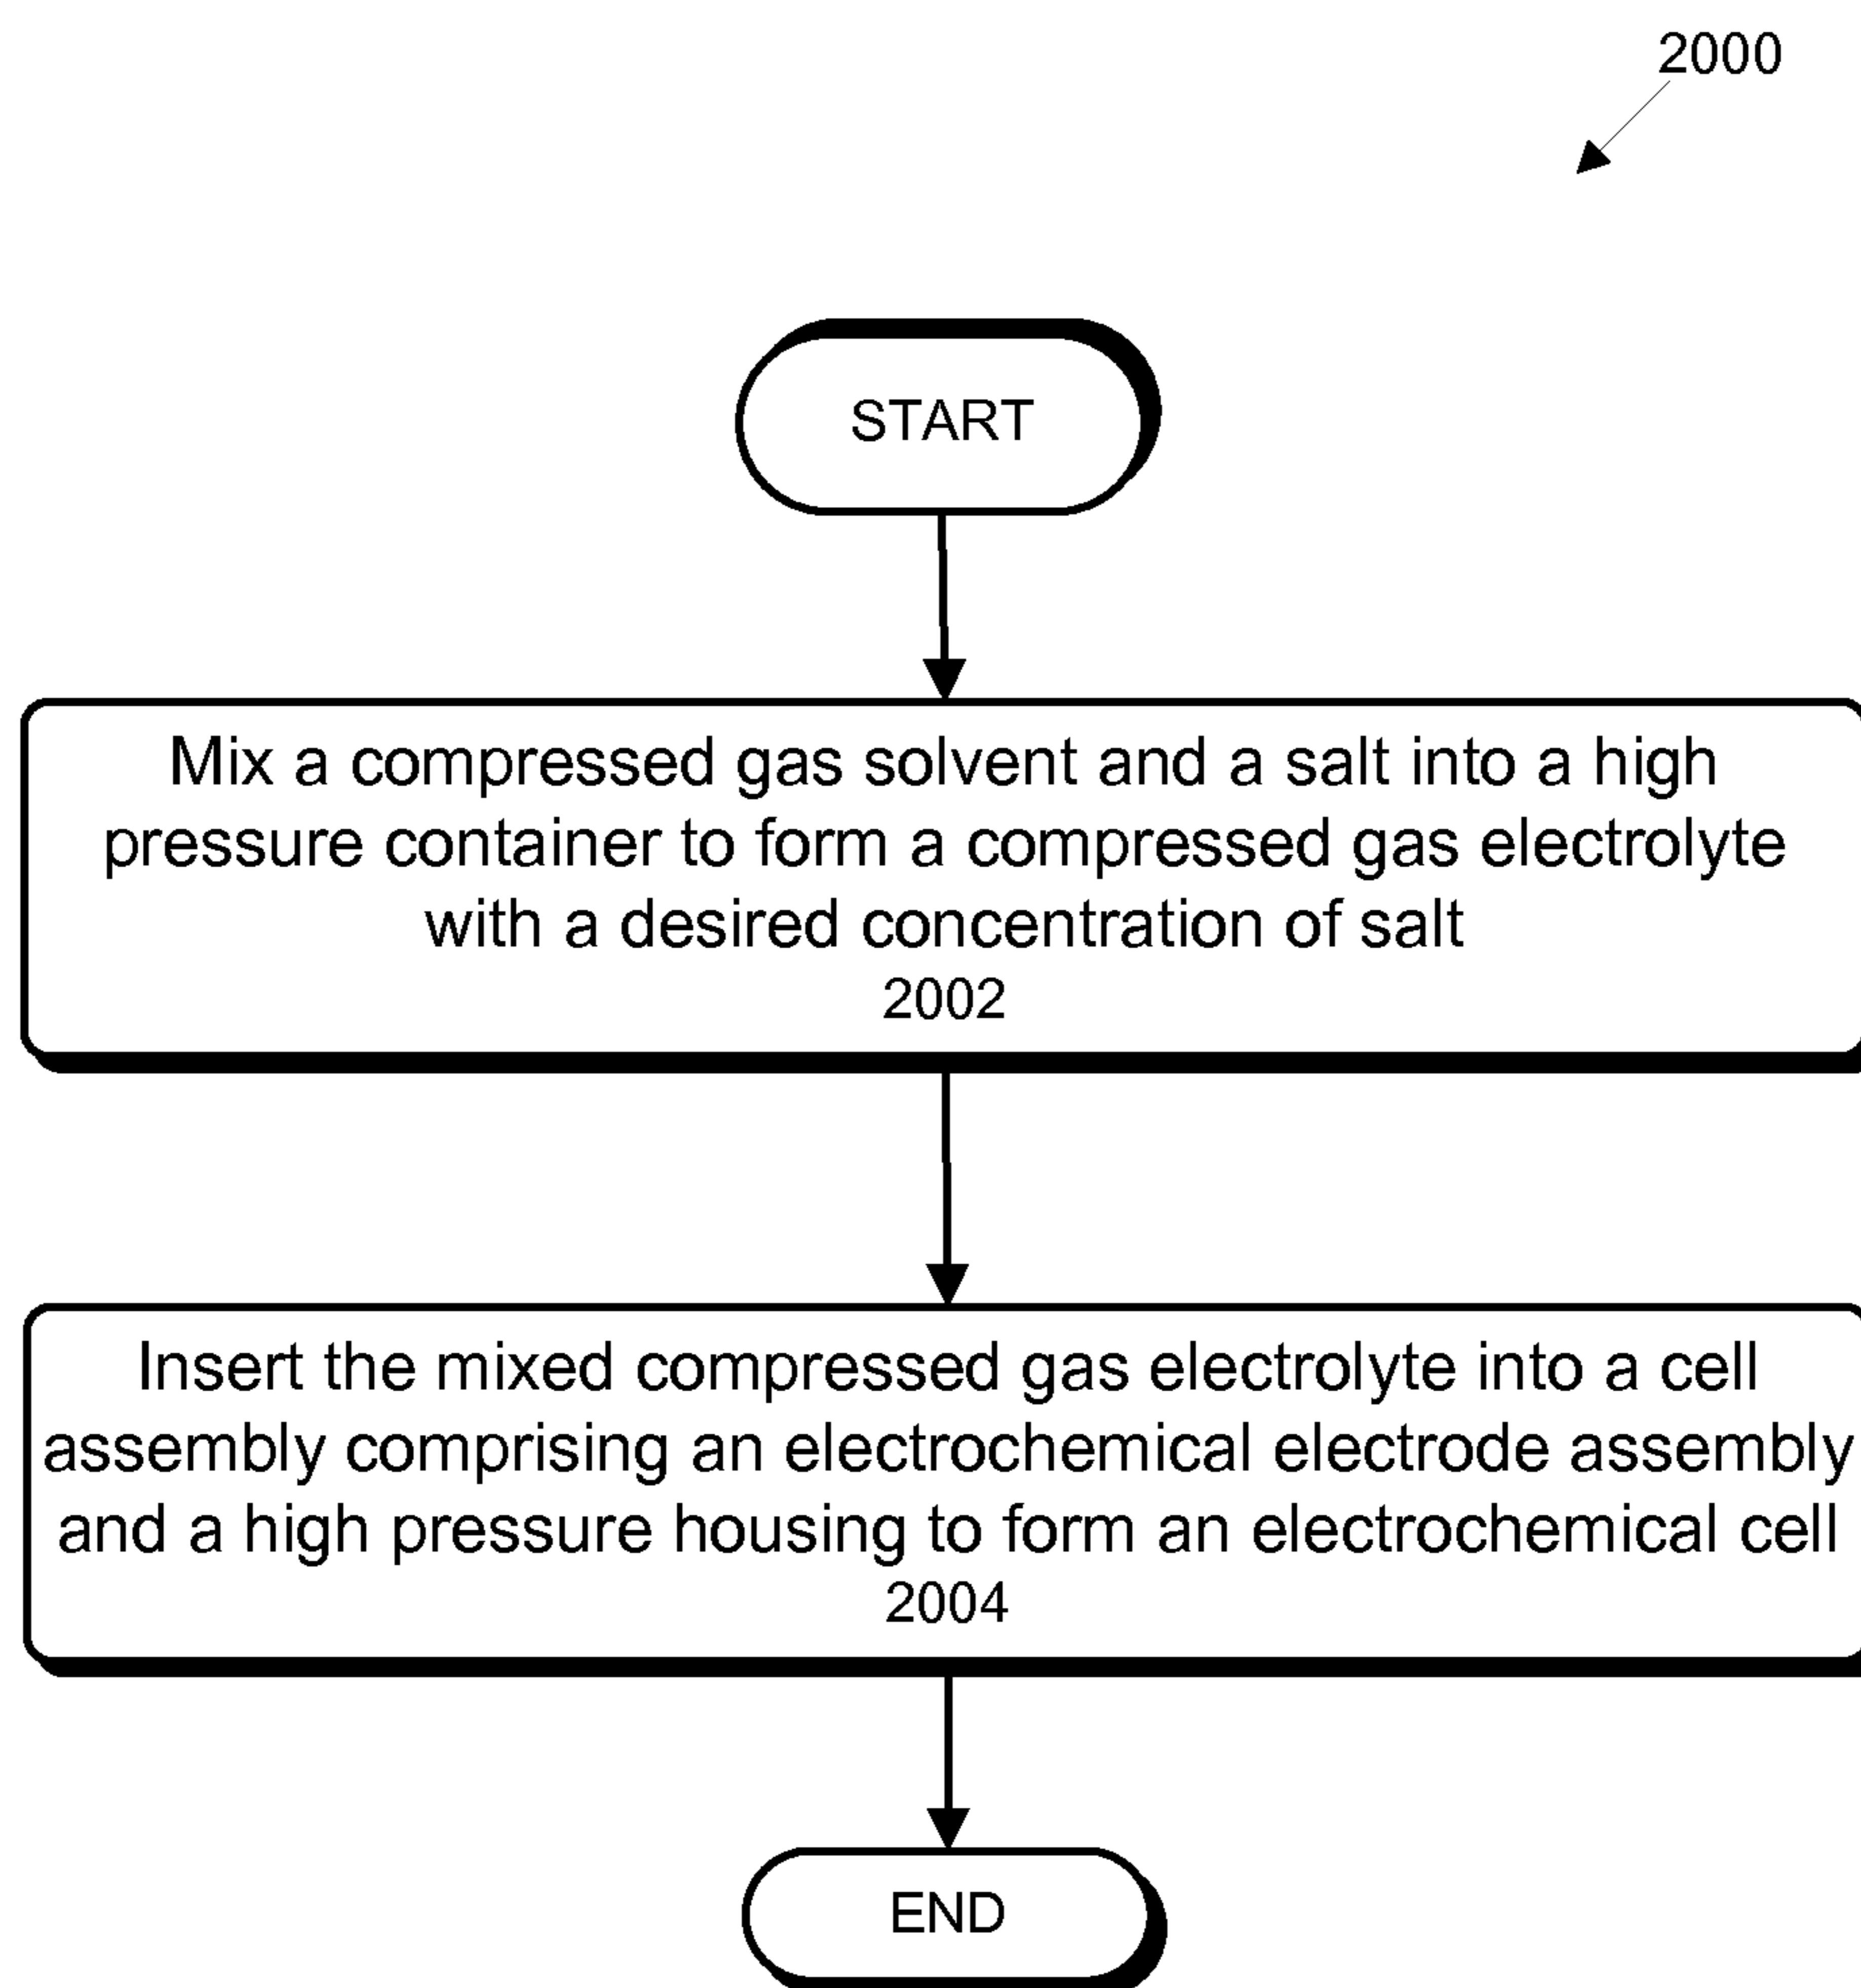 2000
START
Mix a compressed gas solvent and a salt into a high
pressure container to form a compressed gas electrolyte
with a desired concentration of salt
2002
Insert the mixed compressed gas electrolyte into a cell
assembly comprising an electrochemical electrode assembly
and a high pressure housing to form an electrochemical cell
2004
END